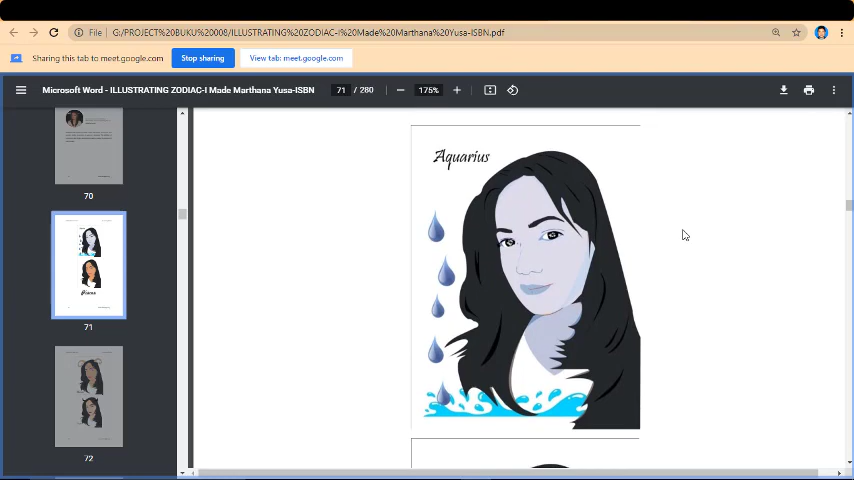 File
G:/PROJECT%20BUKU%20008/ILLUSTRATING%20ZODIAC-I%20Made%20Marthana%20Yusa-ISBN.pdf
Sharing this tab to meet.google.com
Stop sharing
View tab: meet.google.com
Microsoft Word - ILLUSTRATING ZODIAC-I Made Marthana YUSA-ISBN
71 / 280
175%
70
71
72
Aquarius